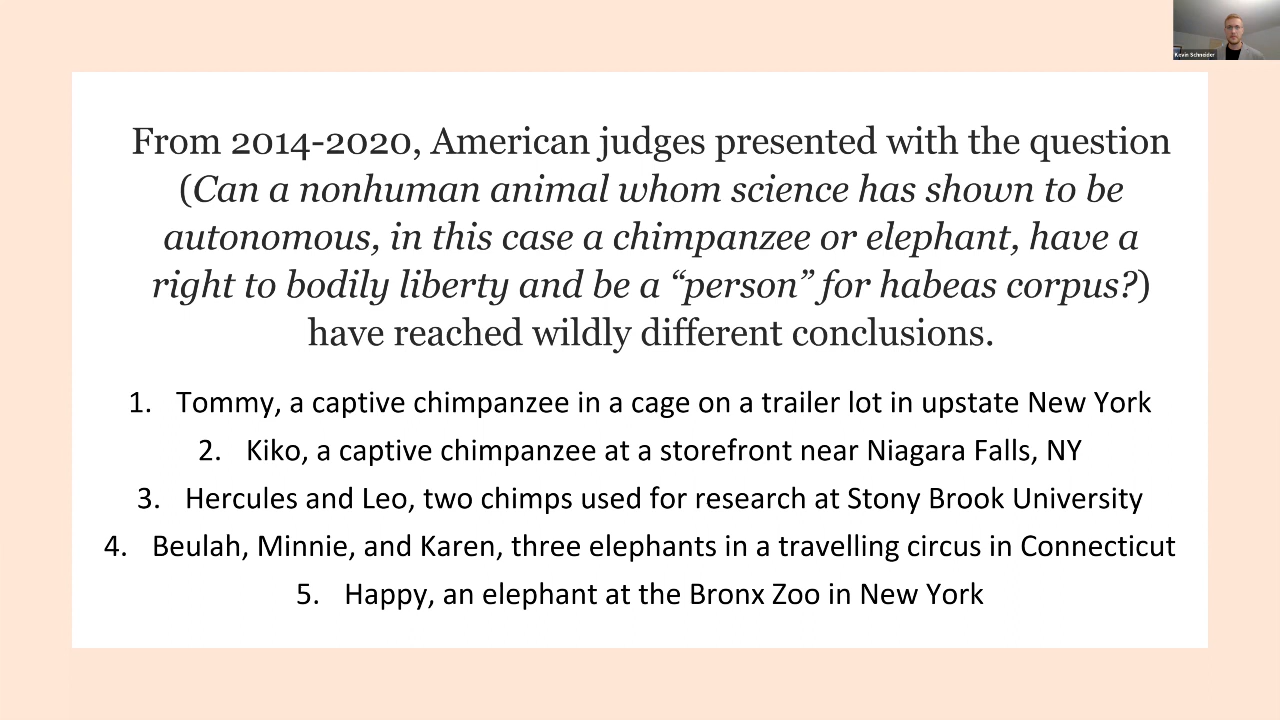 Kevin Schneider
From 2014-2020, American judges presented with the question
(Can a nonhuman animal whom science has shown to be
autonomous, in this case a chimpanzee or elephant, have a
right to bodily liberty and be a “person” for habeas corpus?)
have reached wildly different conclusions.
1. Tommy, a captive chimpanzee in a cage on a trailer lot in upstate New York
2. Kiko, a captive chimpanzee at a storefront near Niagara Falls, NY
3. Hercules and Leo, two chimps used for research at Stony Brook University
4. Beulah, Minnie, and Karen, three elephants in a travelling circus in Connecticut
5. Happy, an elephant at the Bronx Zoo in New York